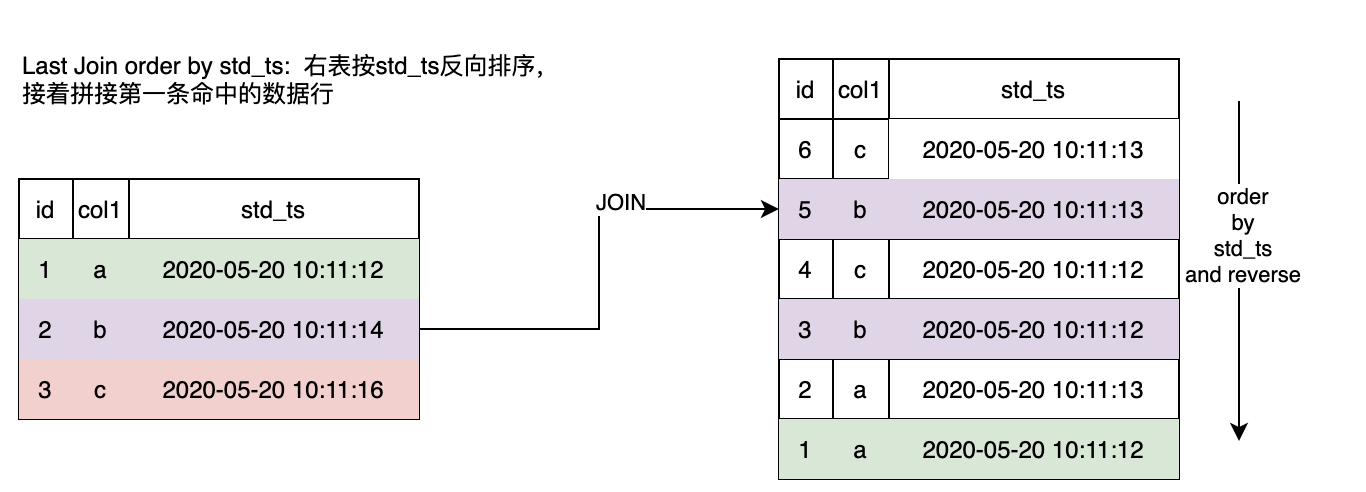 Last Join order by std_ts: 右表按std_ts反向排序，
接着拼接第一条命中的数据行
id col1 std_ts
1 a 2020-05-20 10:11:12
2 b 2020-05-20 10:11:14
3 c 2020-05-20 10:11:16
JOIN
id col1 std_ts
6 c 2020-05-20 10:11:13
5 b 2020-05-20 10:11:13
4 c 2020-05-20 10:11:12
3 b 2020-05-20 10:11:12
2 a 2020-05-20 10:11:13
1 a 2020-05-20 10:11:12
order
by
std_ts
and reverse